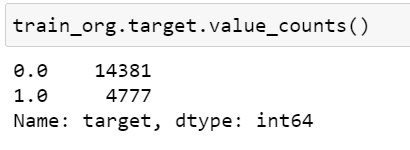 train_org.target.value_counts()
0.0    14381
1.0     4777
Name: target, dtype: int64